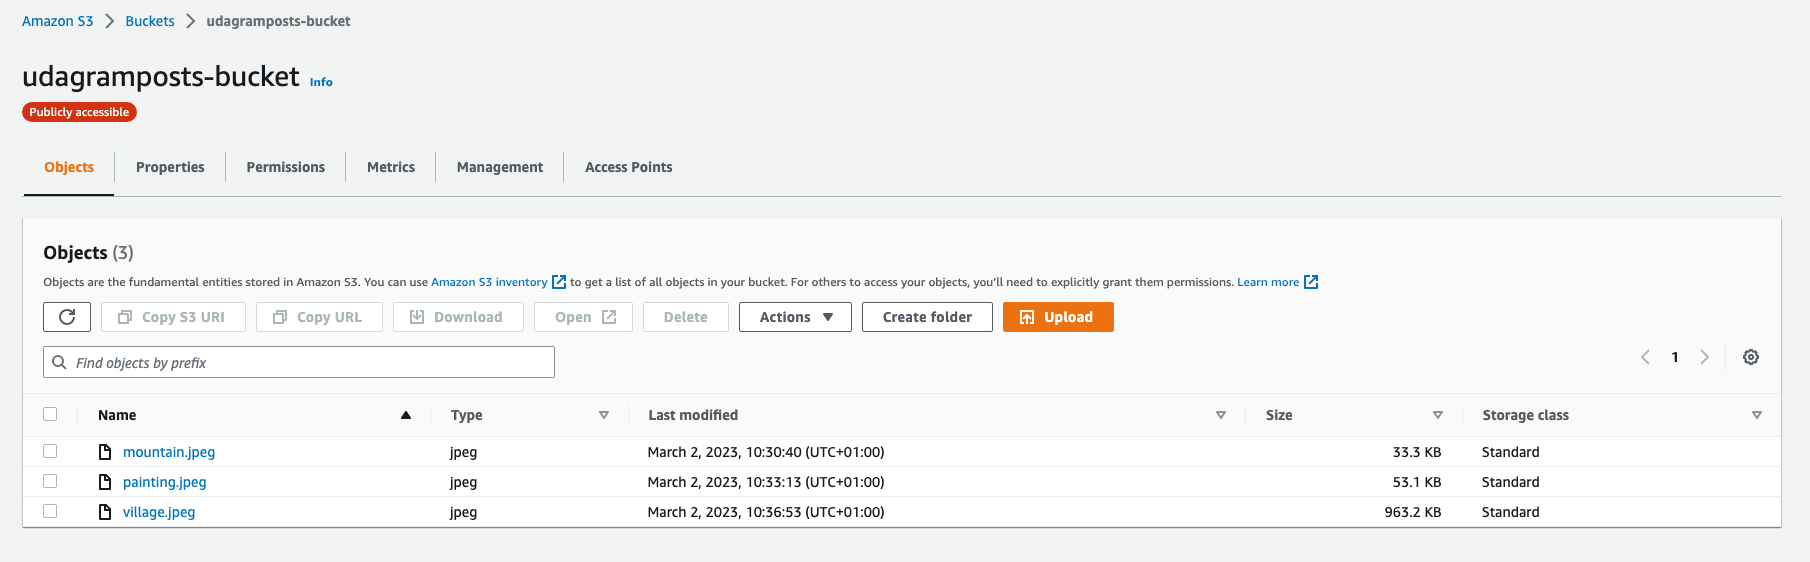 Amazon S3 > Buckets > udagramposts-bucket
udagramposts-bucket Info
Publicly accessible
Objects Properties Permissions Metrics Management Access Points
Objects (3)
Objects are the fundamental entities stored in Amazon S3. You can use Amazon S3 inventory to get a list of all objects in your bucket. For others to access your objects, you'll need to explicitly grant them permissions. Learn more
Copy S3 URI Copy URL Download Open Delete Actions Create folder Upload
Find objects by prefix 1
Name Type Last modified Size Storage class
mountain.jpeg jpeg March 2, 2023, 10:30:40 (UTC+01:00) 33.3 KB Standard
painting.jpeg jpeg March 2, 2023, 10:33:13 (UTC+01:00) 53.1 KB Standard
village.jpeg jpeg March 2, 2023, 10:36:53 (UTC+01:00) 963.2 KB Standard